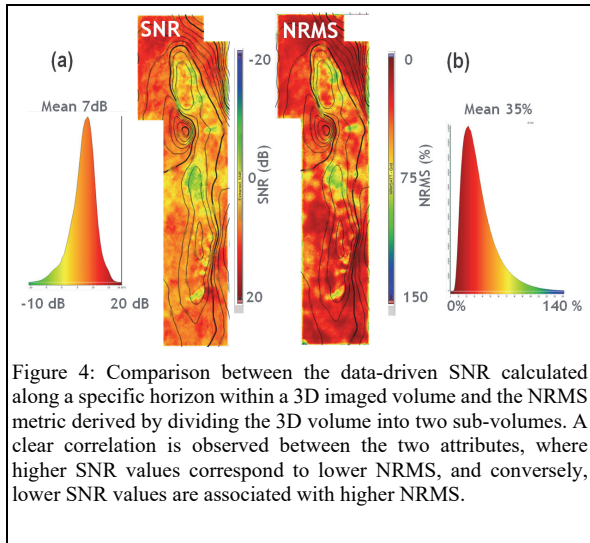 SNR NRMS
(a) (b)
Mean 7dB
Mean 35%
-20
0
20
SNR (dB)
0
75
150
NRMS (%)
-10 dB 20 dB
0% 140 %
Figure 4: Comparison between the data-driven SNR calculated
along a specific horizon within a 3D imaged volume and the NRMS
metric derived by dividing the 3D volume into two sub-volumes. A
clear correlation is observed between the two attributes, where
higher SNR values correspond to lower NRMS, and conversely,
lower SNR values are associated with higher NRMS.